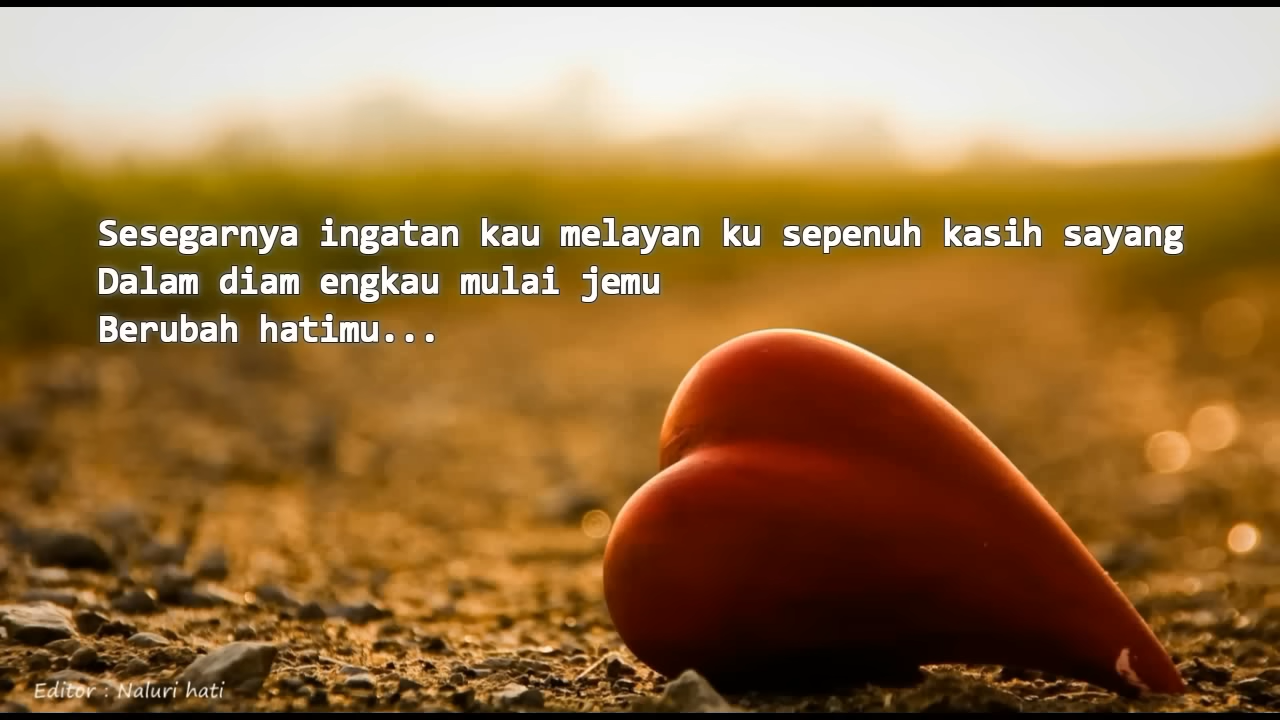 Sesegarnya ingatan kau melayan ku sepenuh kasih sayang
Dalam diam engkau mulai jemu
Berubah hatimu...
Editor : Naluri hati